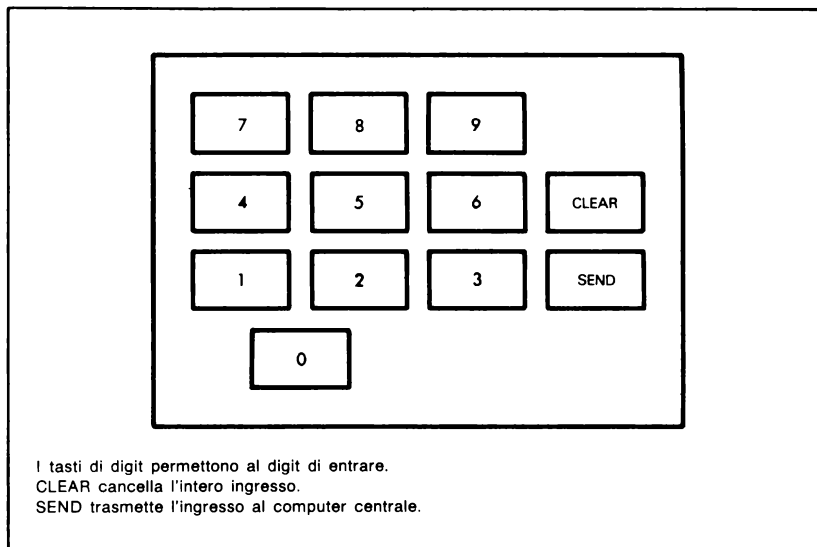 7 8 9
4 5 6 CLEAR
1 2 3 SEND
0
I tasti di digit permettono al digit di entrare.
CLEAR cancella l'intero ingresso.
SEND trasmette l'ingresso al computer centrale.